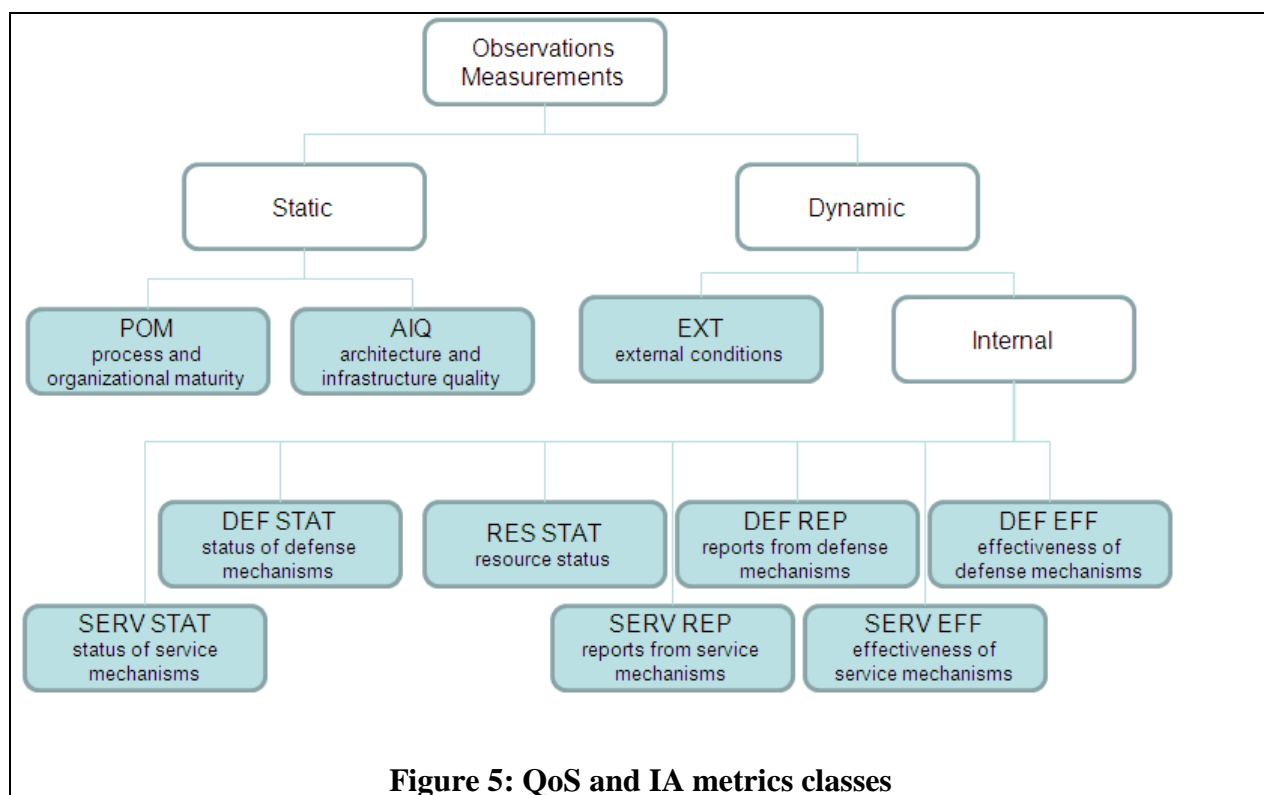 Observations
Measurements
Static
Dynamic
POM
process and
organizational maturity
AIQ
architecture and
infrastructure quality
EXT
external conditions
Internal
DEF STAT
status of defense
mechanisms
RES STAT
resource status
DEF REP
reports from defense
mechanisms
DEF EFF
effectiveness of
defense mechanisms
SERV STAT
status of service
mechanisms
SERV REP
reports from service
mechanisms
SERV EFF
effectiveness of
service mechanisms
Figure 5: QoS and IA metrics classes